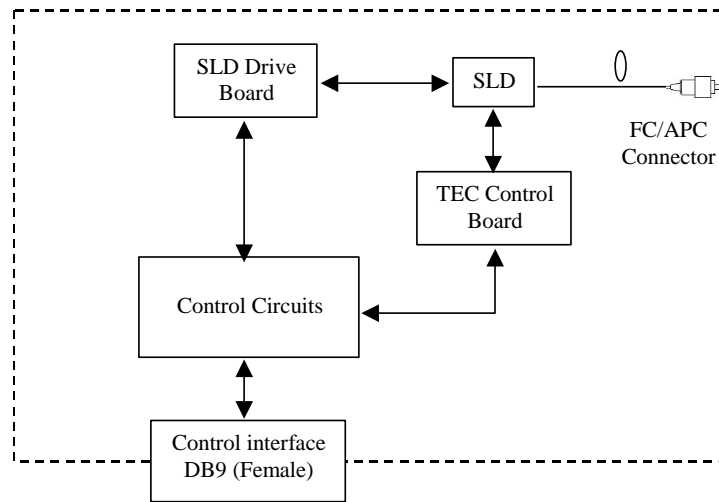 SLD Drive
Board
SLD
FC/APC
Connector
TEC Control
Board
Control Circuits
Control interface
DB9 (Female)